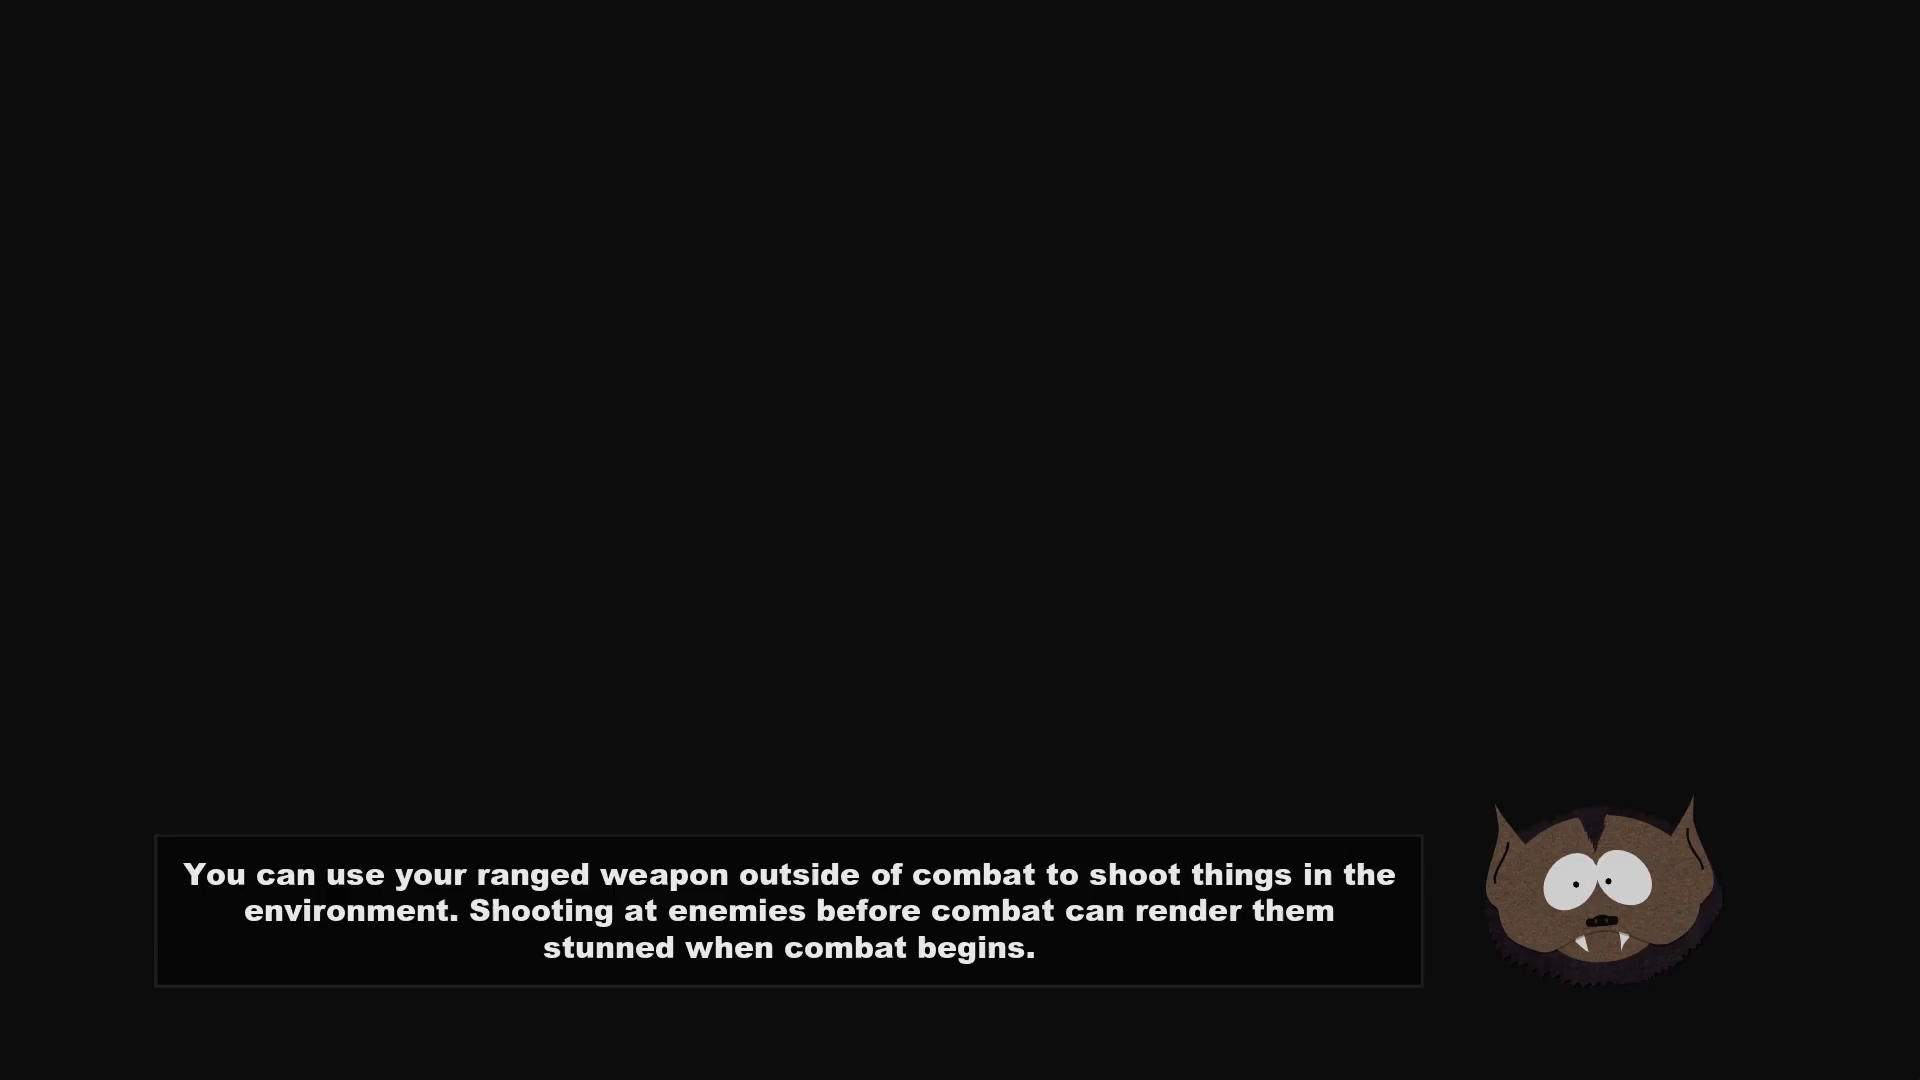 You can use your ranged weapon outside of combat to shoot things in the
environment. Shooting at enemies before combat can render them
stunned when combat begins.